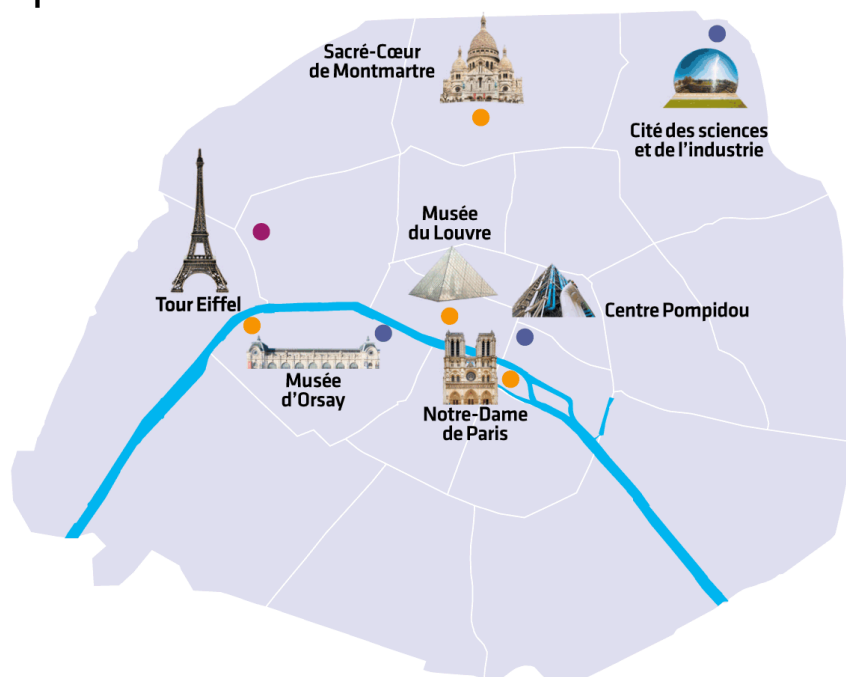 Sacré-Cœur
de Montmartre
Cité des sciences
et de l'industrie
Musée
du Louvre
Tour Eiffel
Centre Pompidou
Musée
d'Orsay
Notre-Dame
de Paris